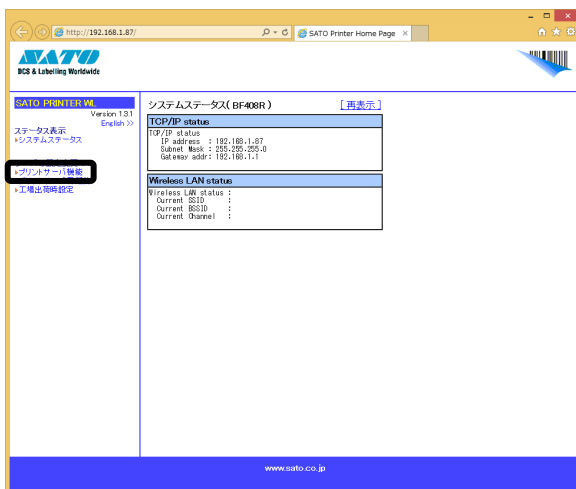 http://192.168.1.87/
SATO Printer Home Page
SATO
DCS & Labelling Worldwide
SATO PRINTER WL
Version 1.3.1
English >>
ステータス表示
システムステータス
プリントサーバ機能
工場出荷時設定
システムステータス( BF408R )
[ 再表示 ]
TCP/IP status
TCP/IP status
IP address : 192.168.1.87
Subnet Mask : 255.255.255.0
Gateway addr: 192.168.1.1
Wireless LAN status
Wireless LAN status :
Current SSID :
Current BSSID :
Current Channel :
www.sato.co.jp